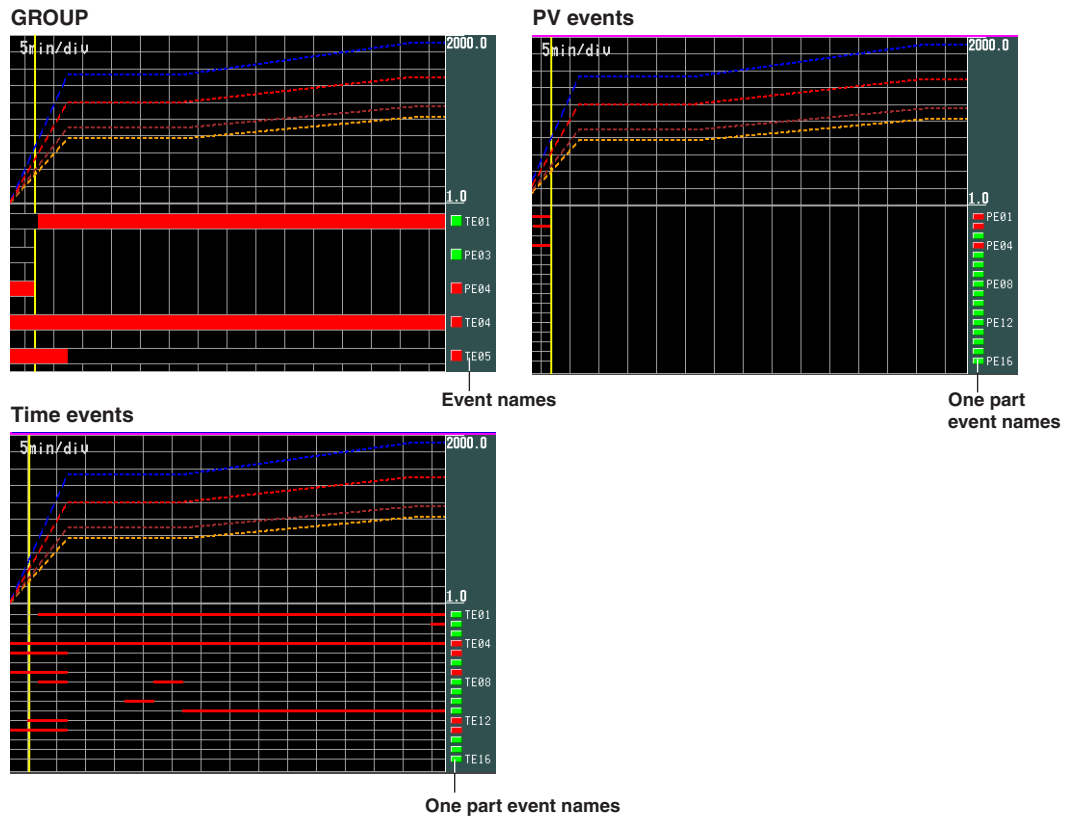 GROUP
5min/div
2000.0
1.0
TE01
PE03
PE04
TE04
TE05
Event names
PV events
5min/div
2000.0
1.0
PE01
PE04
PE08
PE12
PE16
One part
event names
Time events
5min/div
2000.0
1.0
TE01
TE04
TE08
TE12
TE16
One part event names